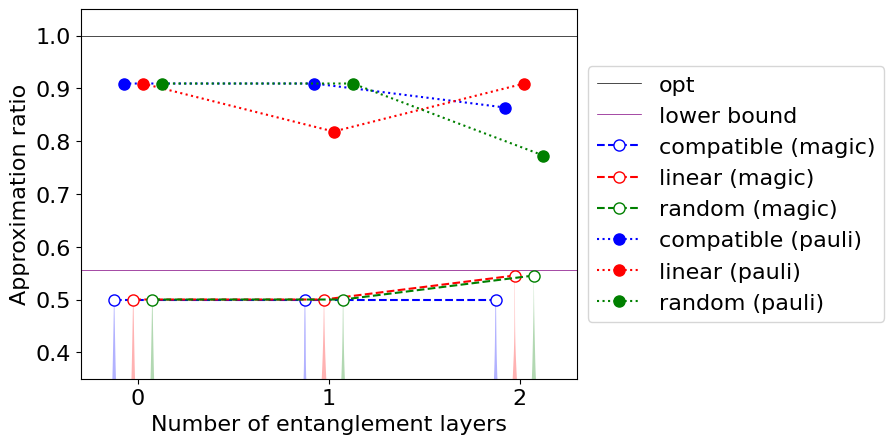 1.0
0.9
0.8
0.7
0.6
0.5
0.4
Approximation ratio
0 1 2
Number of entanglement layers
opt
lower bound
compatible (magic)
linear (magic)
random (magic)
compatible (pauli)
linear (pauli)
random (pauli)